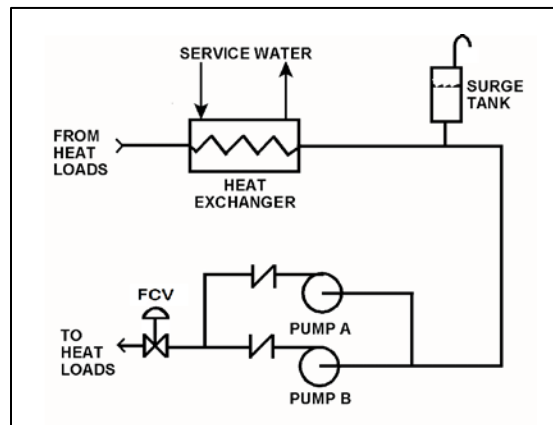 SERVICE WATER
SURGE
TANK
FROM
HEAT
LOADS
HEAT
EXCHANGER
FCV
TO
HEAT
LOADS
PUMP A
PUMP B